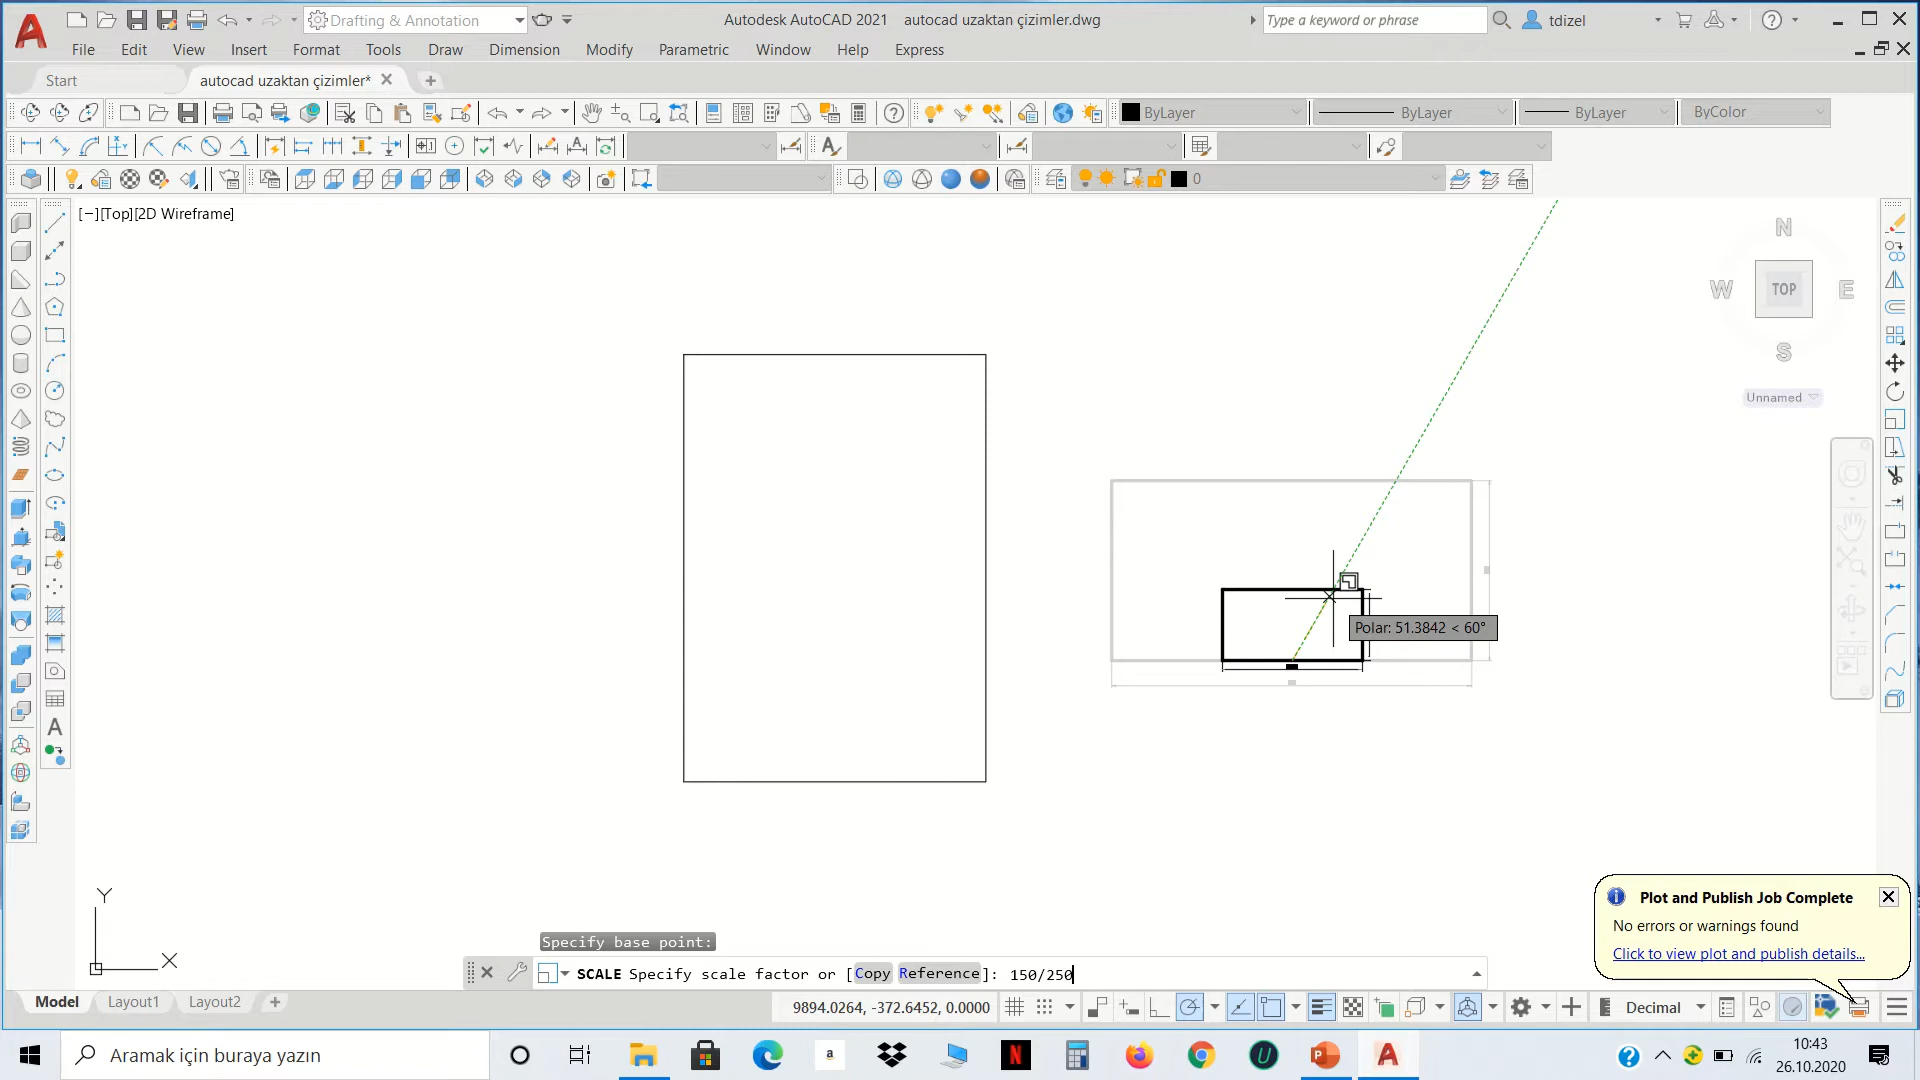 Drafting & Annotation
Autodesk AutoCAD 2021 autocad uzaktan çizimler.dwg
Type a keyword or phrase
tdizel
File Edit View Insert Format Tools Draw Dimension Modify Parametric Window Help Express
Start
autocad uzaktan çizimler*
ByLayer ByLayer ByLayer ByColor
0
[−][Top][2D Wireframe]
N
W TOP E
S
Unnamed
Polar: 51.3842 < 60°
Y
X
Plot and Publish Job Complete
No errors or warnings found
Click to view plot and publish details...
Specify base point:
SCALE Specify scale factor or [Copy Reference]: 150/250
Model Layout1 Layout2
9894.0264, -372.6452, 0.0000
Decimal
Aramak için buraya yazın
10:43
26.10.2020